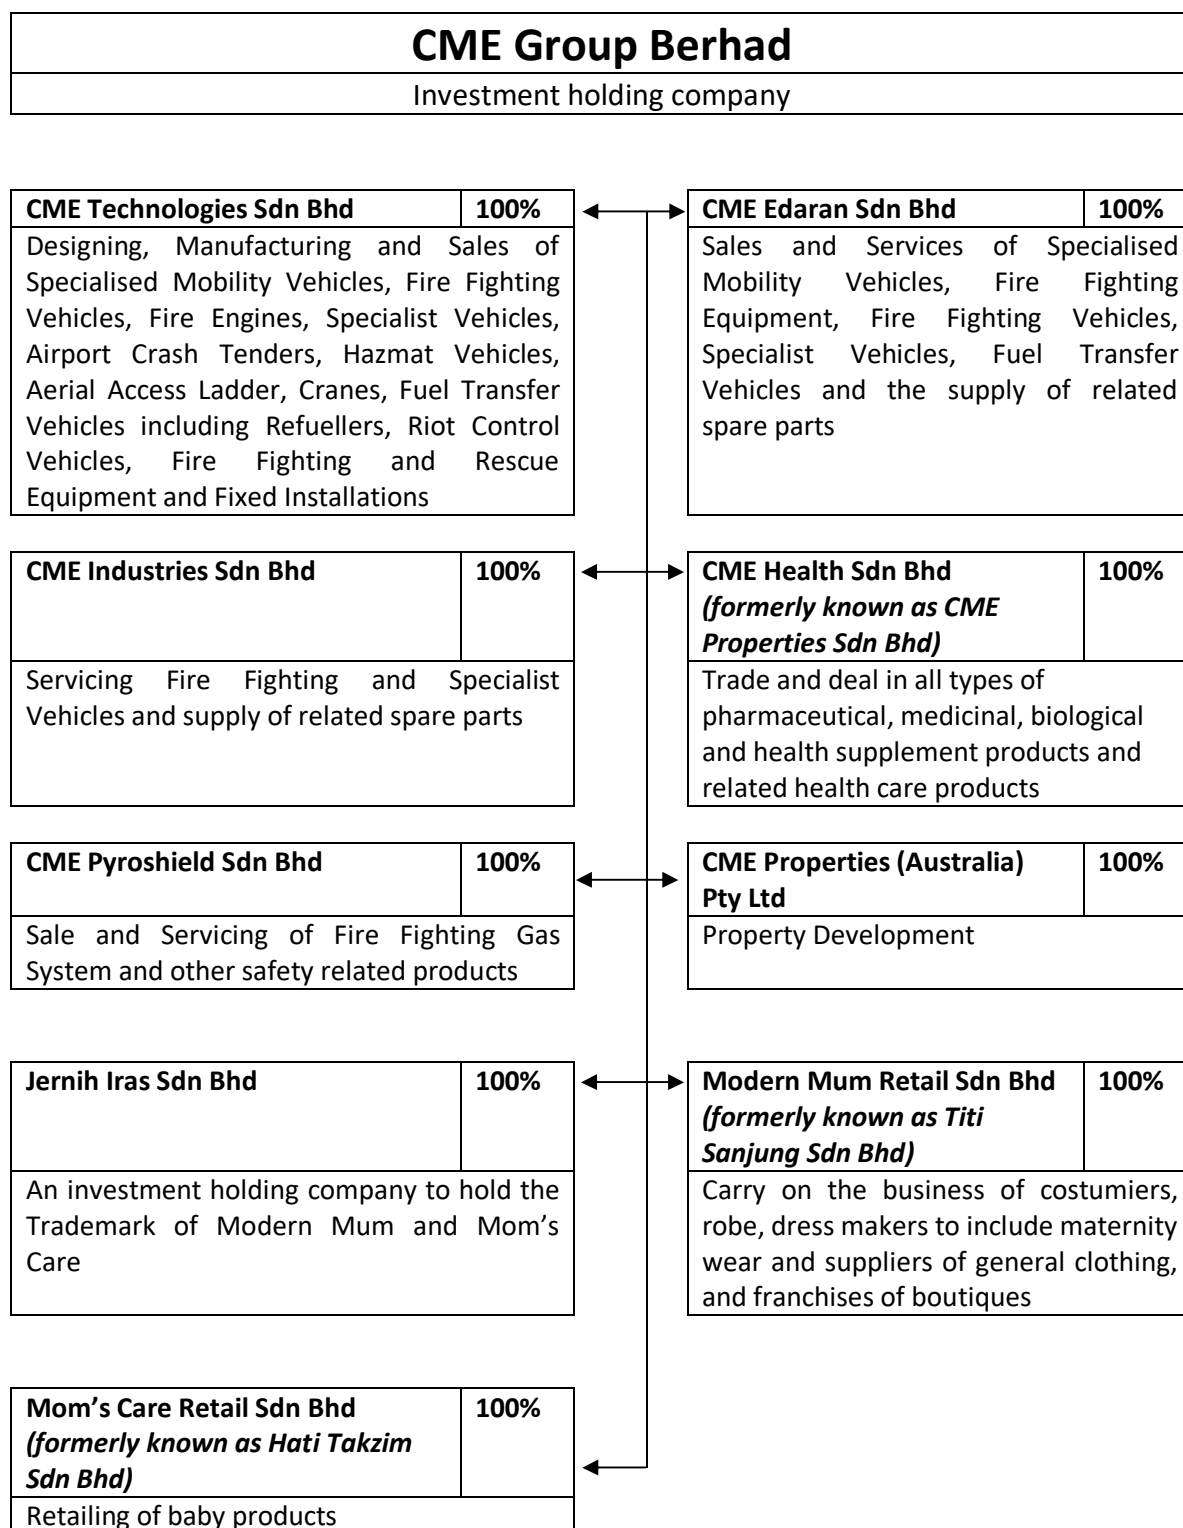 CME Group Berhad
Investment holding company
CME Technologies Sdn Bhd 100%
Designing, Manufacturing and Sales of
Specialised Mobility Vehicles, Fire Fighting
Vehicles, Fire Engines, Specialist Vehicles,
Airport Crash Tenders, Hazmat Vehicles,
Aerial Access Ladder, Cranes, Fuel Transfer
Vehicles including Refuellers, Riot Control
Vehicles, Fire Fighting and Rescue
Equipment and Fixed Installations
CME Edaran Sdn Bhd 100%
Sales and Services of Specialised
Mobility Vehicles, Fire Fighting
Equipment, Fire Fighting Vehicles,
Specialist Vehicles, Fuel Transfer
Vehicles and the supply of related
spare parts
CME Industries Sdn Bhd 100%
Servicing Fire Fighting and Specialist
Vehicles and supply of related spare parts
CME Health Sdn Bhd 100%
(formerly known as CME
Properties Sdn Bhd)
Trade and deal in all types of
pharmaceutical, medicinal, biological
and health supplement products and
related health care products
CME Pyroshield Sdn Bhd 100%
Sale and Servicing of Fire Fighting Gas
System and other safety related products
CME Properties (Australia) 100%
Pty Ltd
Property Development
Jernih Iras Sdn Bhd 100%
An investment holding company to hold the
Trademark of Modern Mum and Mom’s
Care
Modern Mum Retail Sdn Bhd 100%
(formerly known as Titi
Sanjung Sdn Bhd)
Carry on the business of costumiers,
robe, dress makers to include maternity
wear and suppliers of general clothing,
and franchises of boutiques
Mom’s Care Retail Sdn Bhd 100%
(formerly known as Hati Takzim
Sdn Bhd)
Retailing of baby products